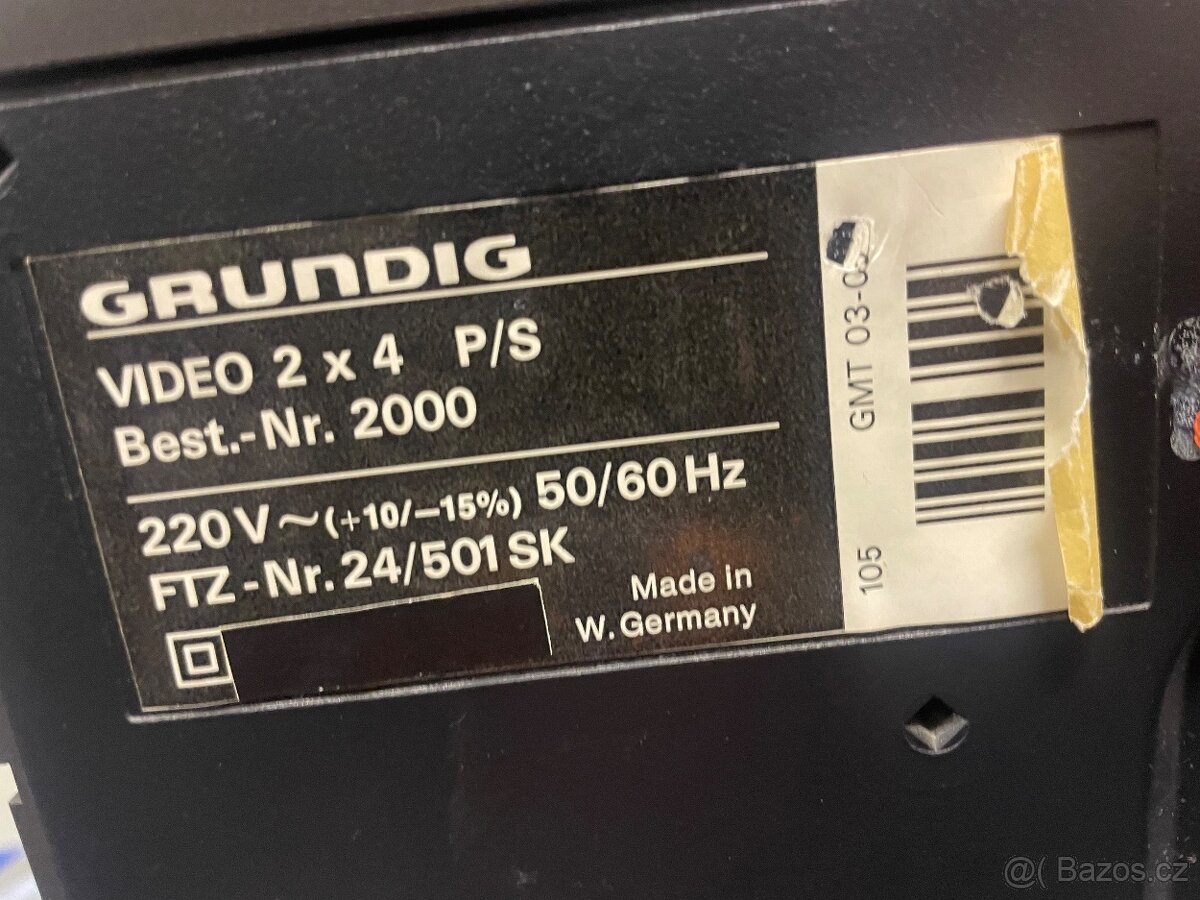 GRUNDIG
VIDEO 2 x 4 P/S
Best.-Nr. 2000
220V ~ (+10/–15%) 50/60 Hz
FTZ-Nr. 24/501 SK
Made in
W. Germany
GMT 03-0
105
@( Bazos.cz